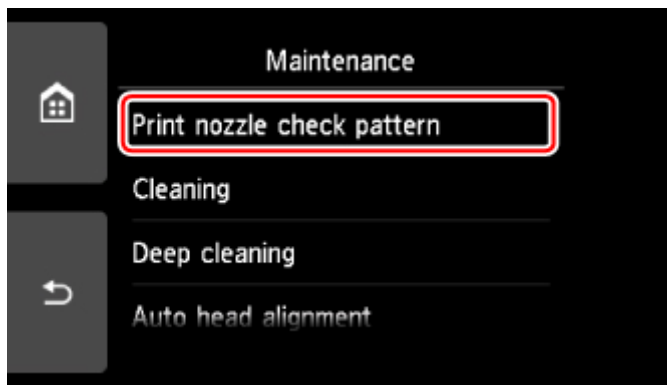 Maintenance
Print nozzle check pattern
Cleaning
Deep cleaning
Auto head alignment